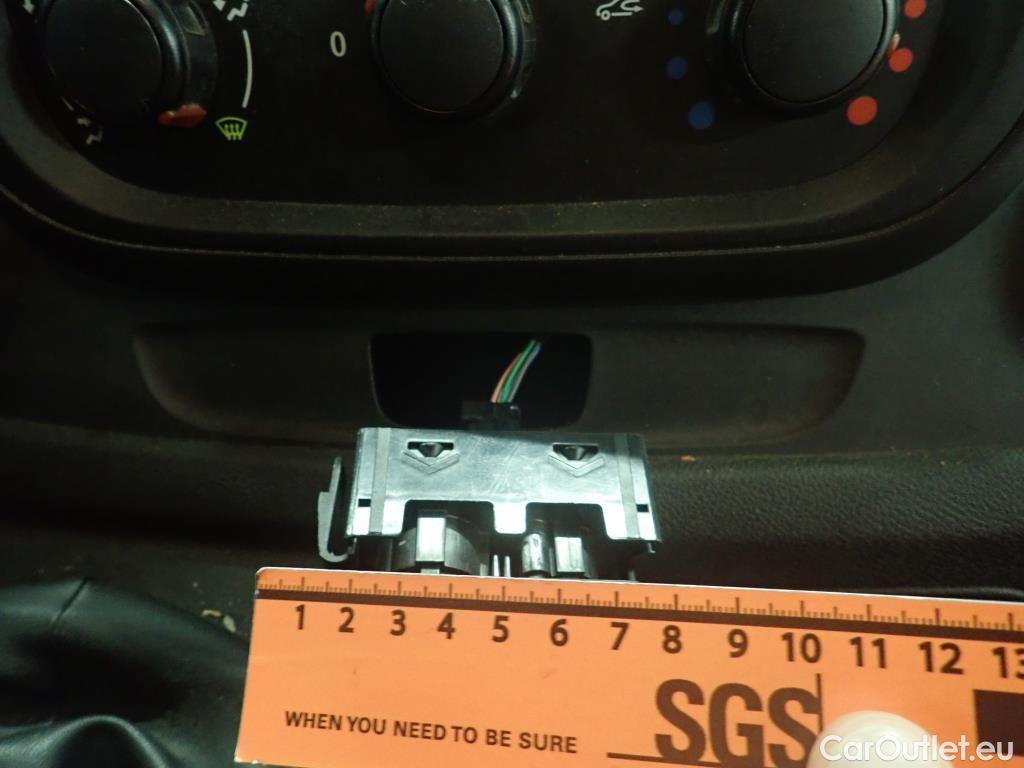 0
1 2 3 4 5 6 7 8 9 10 11 12 13
WHEN YOU NEED TO BE SURE
SGS
CarOutlet.eu